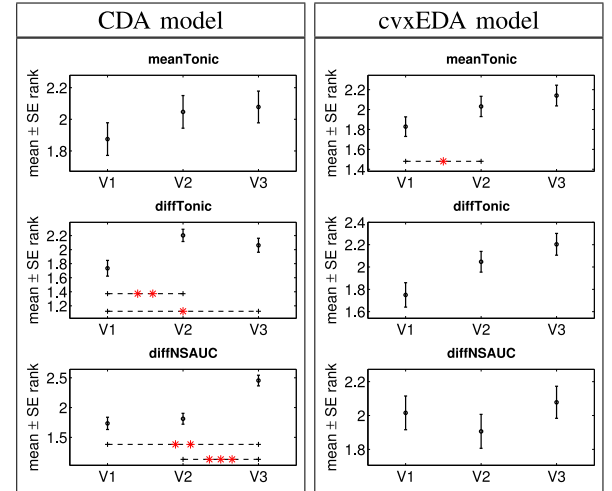 CDA model
cvxEDA model
meanTonic
mean ± SE rank
2.2
2
1.8
V1 V2 V3
meanTonic
mean ± SE rank
2.2
2
1.8
1.6
1.4
V1 V2 V3
diffTonic
mean ± SE rank
2.2
2
1.8
1.6
1.4
1.2
V1 V2 V3
diffTonic
mean ± SE rank
2.4
2.2
2
1.8
1.6
V1 V2 V3
diffNSAUC
mean ± SE rank
2.5
2
1.5
V1 V2 V3
diffNSAUC
mean ± SE rank
2.2
2
1.8
V1 V2 V3